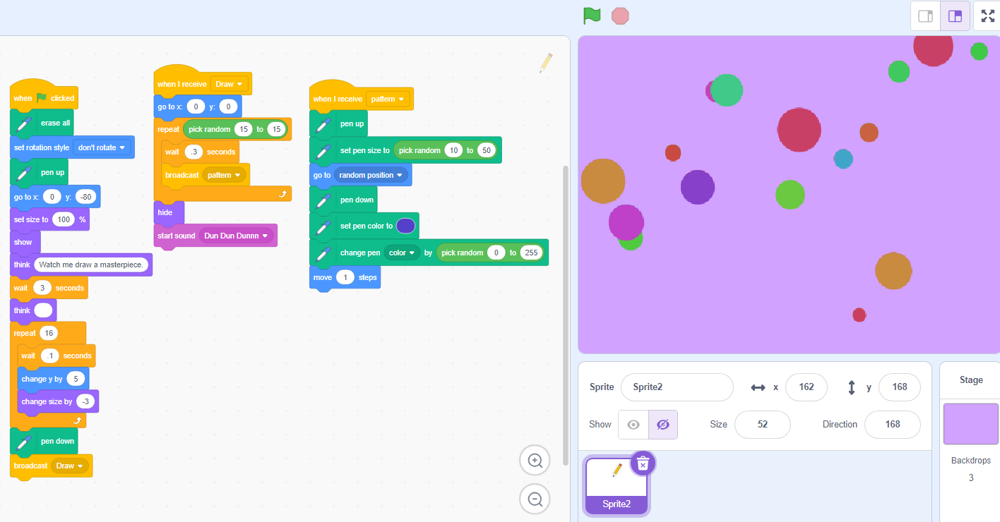 when clicked
erase all
set rotation style don't rotate
pen up
go to x: 0 y: -80
set size to 100 %
show
think Watch me draw a masterpiece.
wait 3 seconds
think
repeat 16
wait .1 seconds
change y by 5
change size by -3
pen down
broadcast Draw
when I receive Draw
go to x: 0 y: 0
repeat pick random 15 to 15
wait .3 seconds
broadcast pattern
hide
start sound Dun Dun Dunnn
when I receive pattern
pen up
set pen size to pick random 10 to 50
go to random position
pen down
set pen color to
change pen color by pick random 0 to 255
move 1 steps
Sprite Sprite2 x 162 y 168
Show Size 52 Direction 168
Sprite2
Stage
Backdrops
3